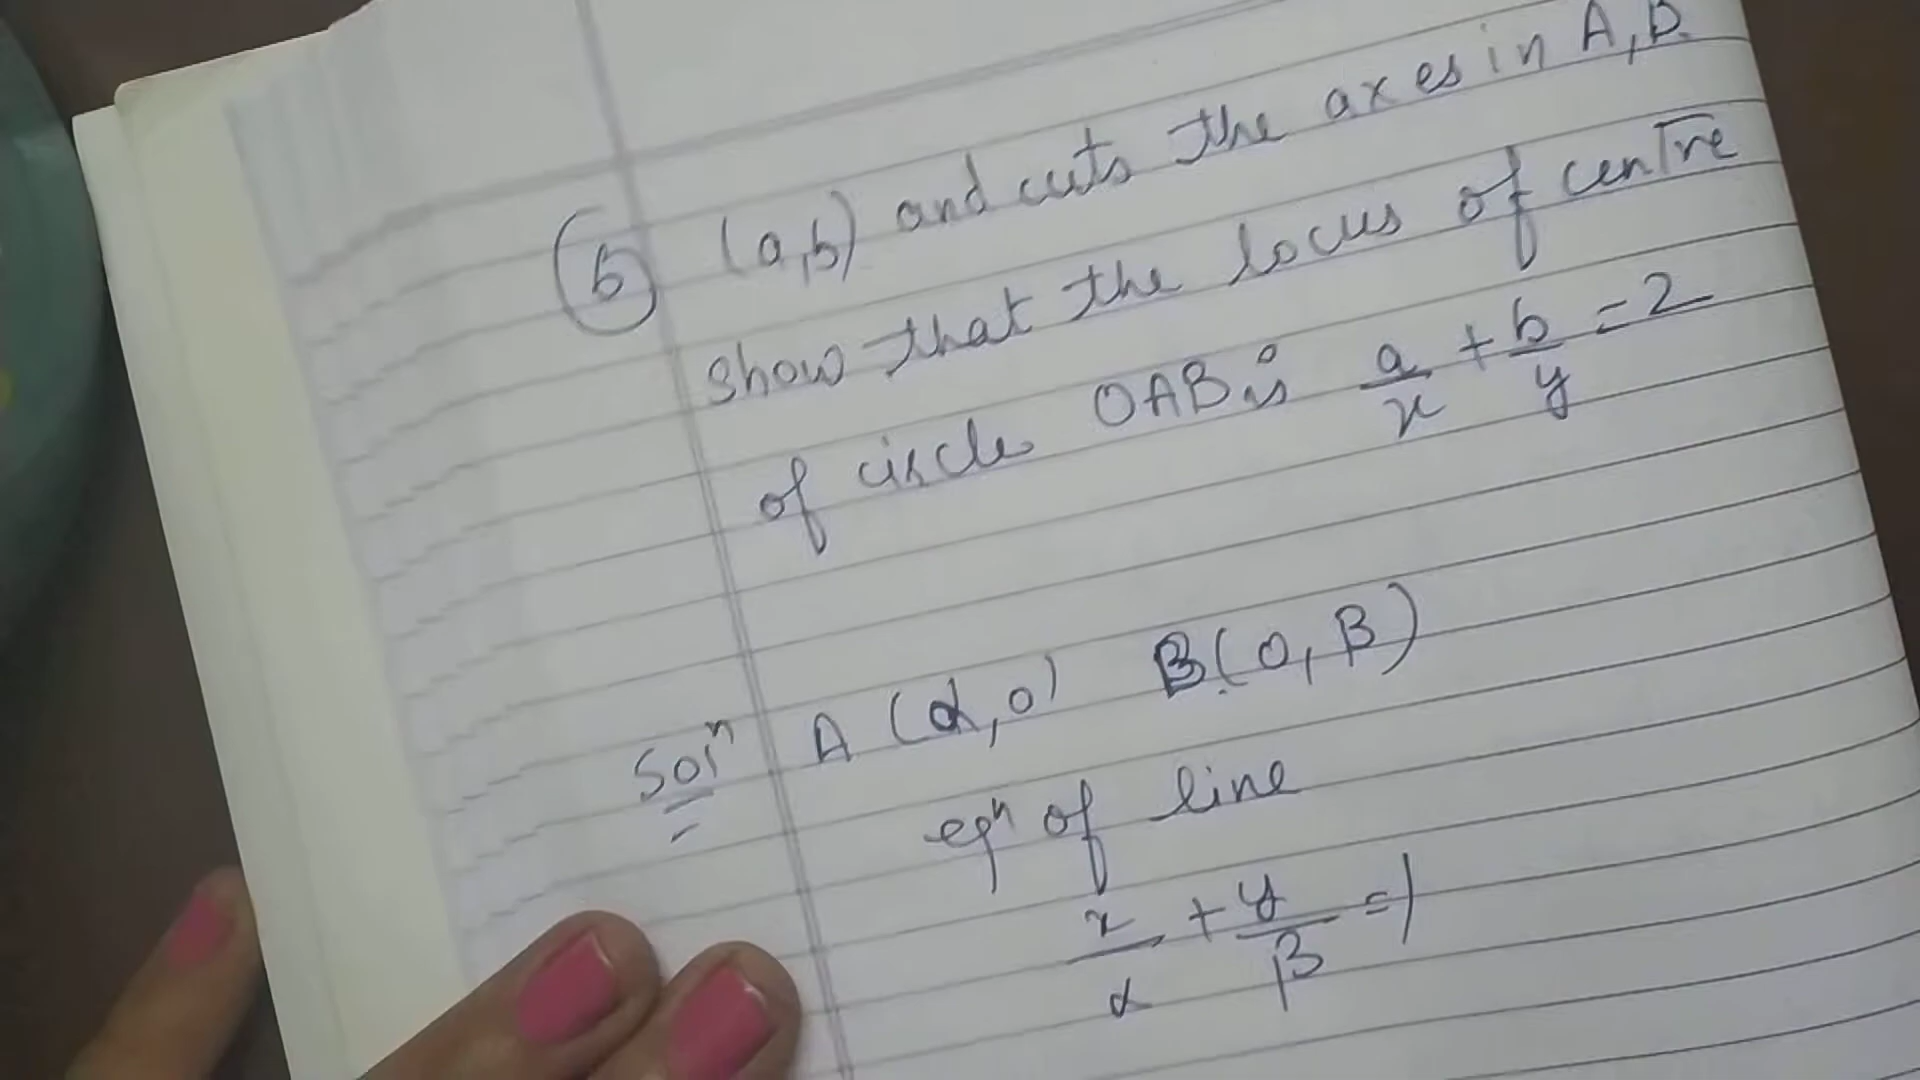 (6) (a,b) and cuts the axes in A, B.
show that the locus of centre
of circle OAB is a/x + b/y = 2
Solⁿ A (α,0) B(0, β)
eqⁿ of line
x/α + y/β = 1